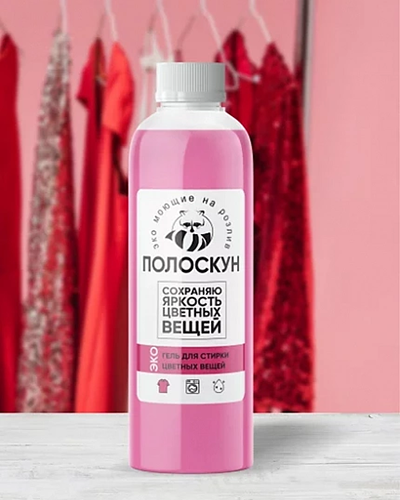 эко моющие на розлив
ПОЛОСКУН
СОХРАНЯЮ
ЯРКОСТЬ
ЦВЕТНЫХ
ВЕЩЕЙ
ЭКО
ГЕЛЬ ДЛЯ СТИРКИ
ЦВЕТНЫХ ВЕЩЕЙ